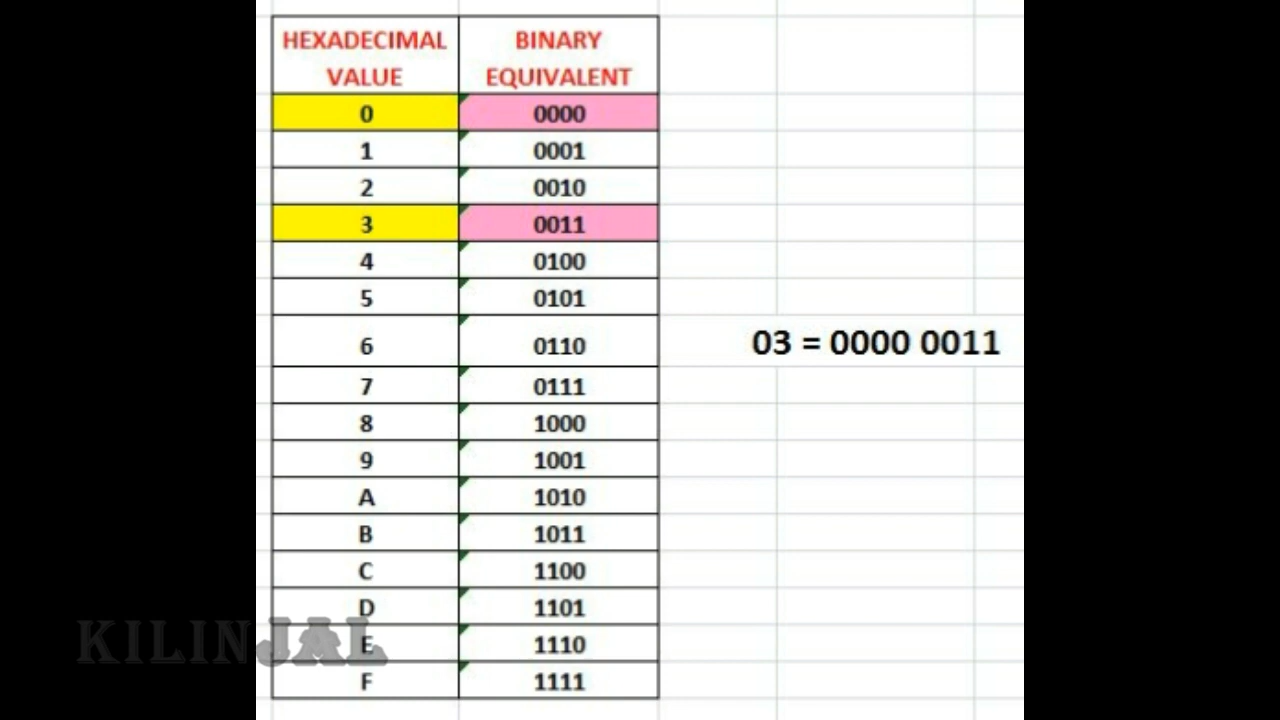 HEXADECIMAL VALUE BINARY EQUIVALENT
0 0000
1 0001
2 0010
3 0011
4 0100
5 0101
6 0110
03 = 0000 0011
7 0111
8 1000
9 1001
A 1010
B 1011
C 1100
D 1101
E 1110
F 1111
KILINJAL